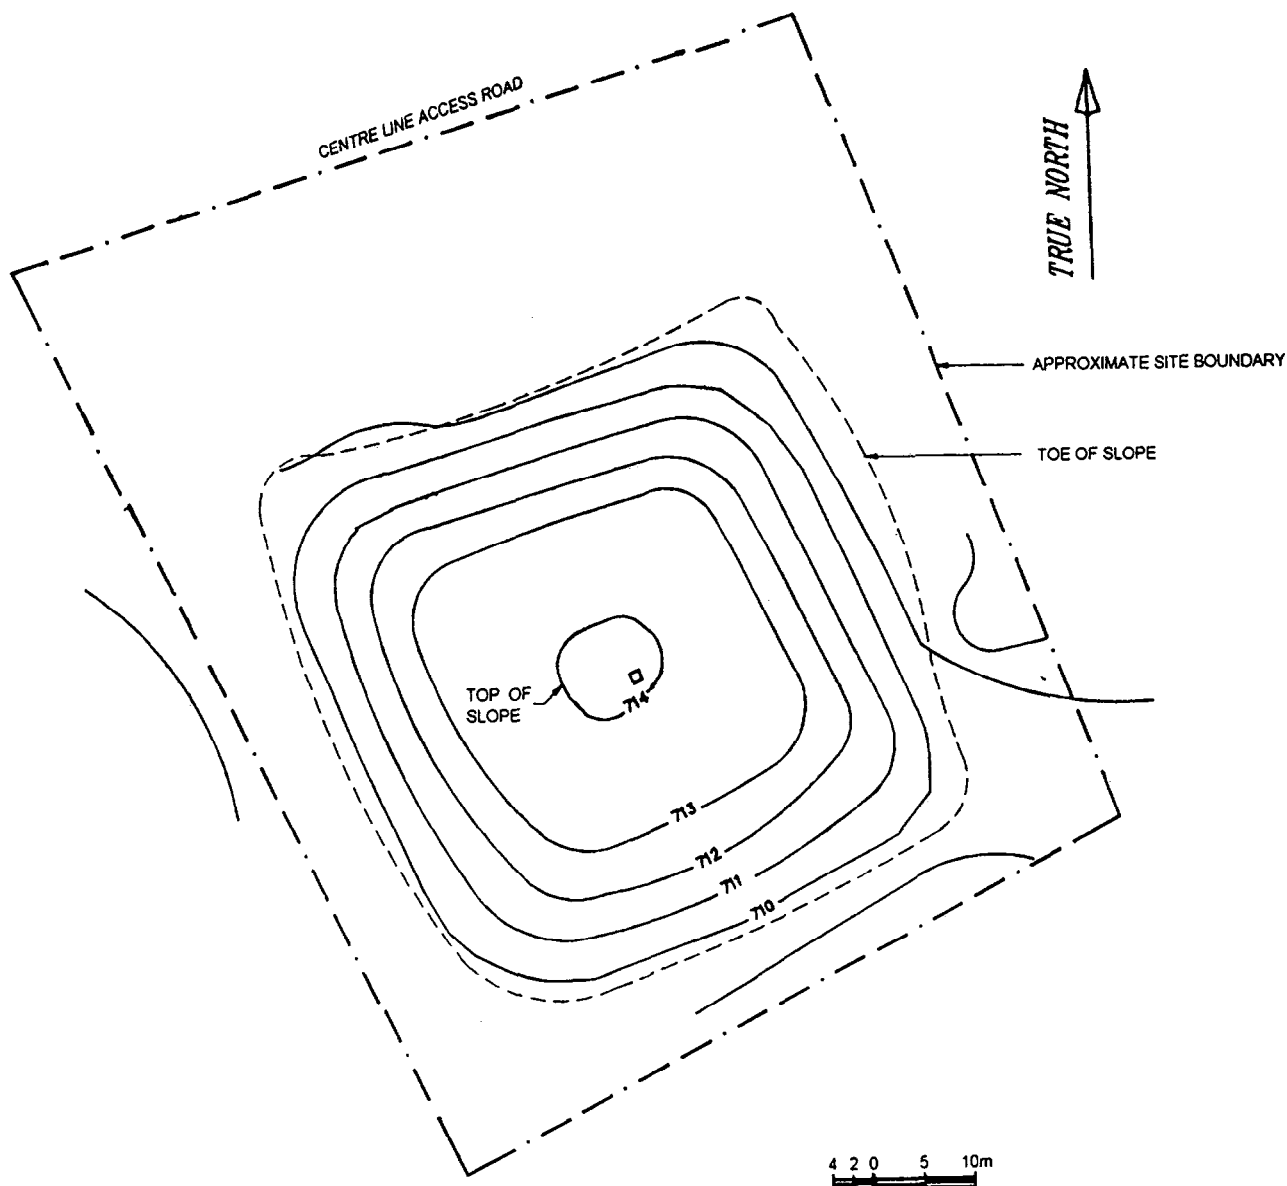 CENTRE LINE ACCESS ROAD
TRUE NORTH
APPROXIMATE SITE BOUNDARY
TOE OF SLOPE
TOP OF
SLOPE
714
713
712
711
710
4 2 0 5 10m